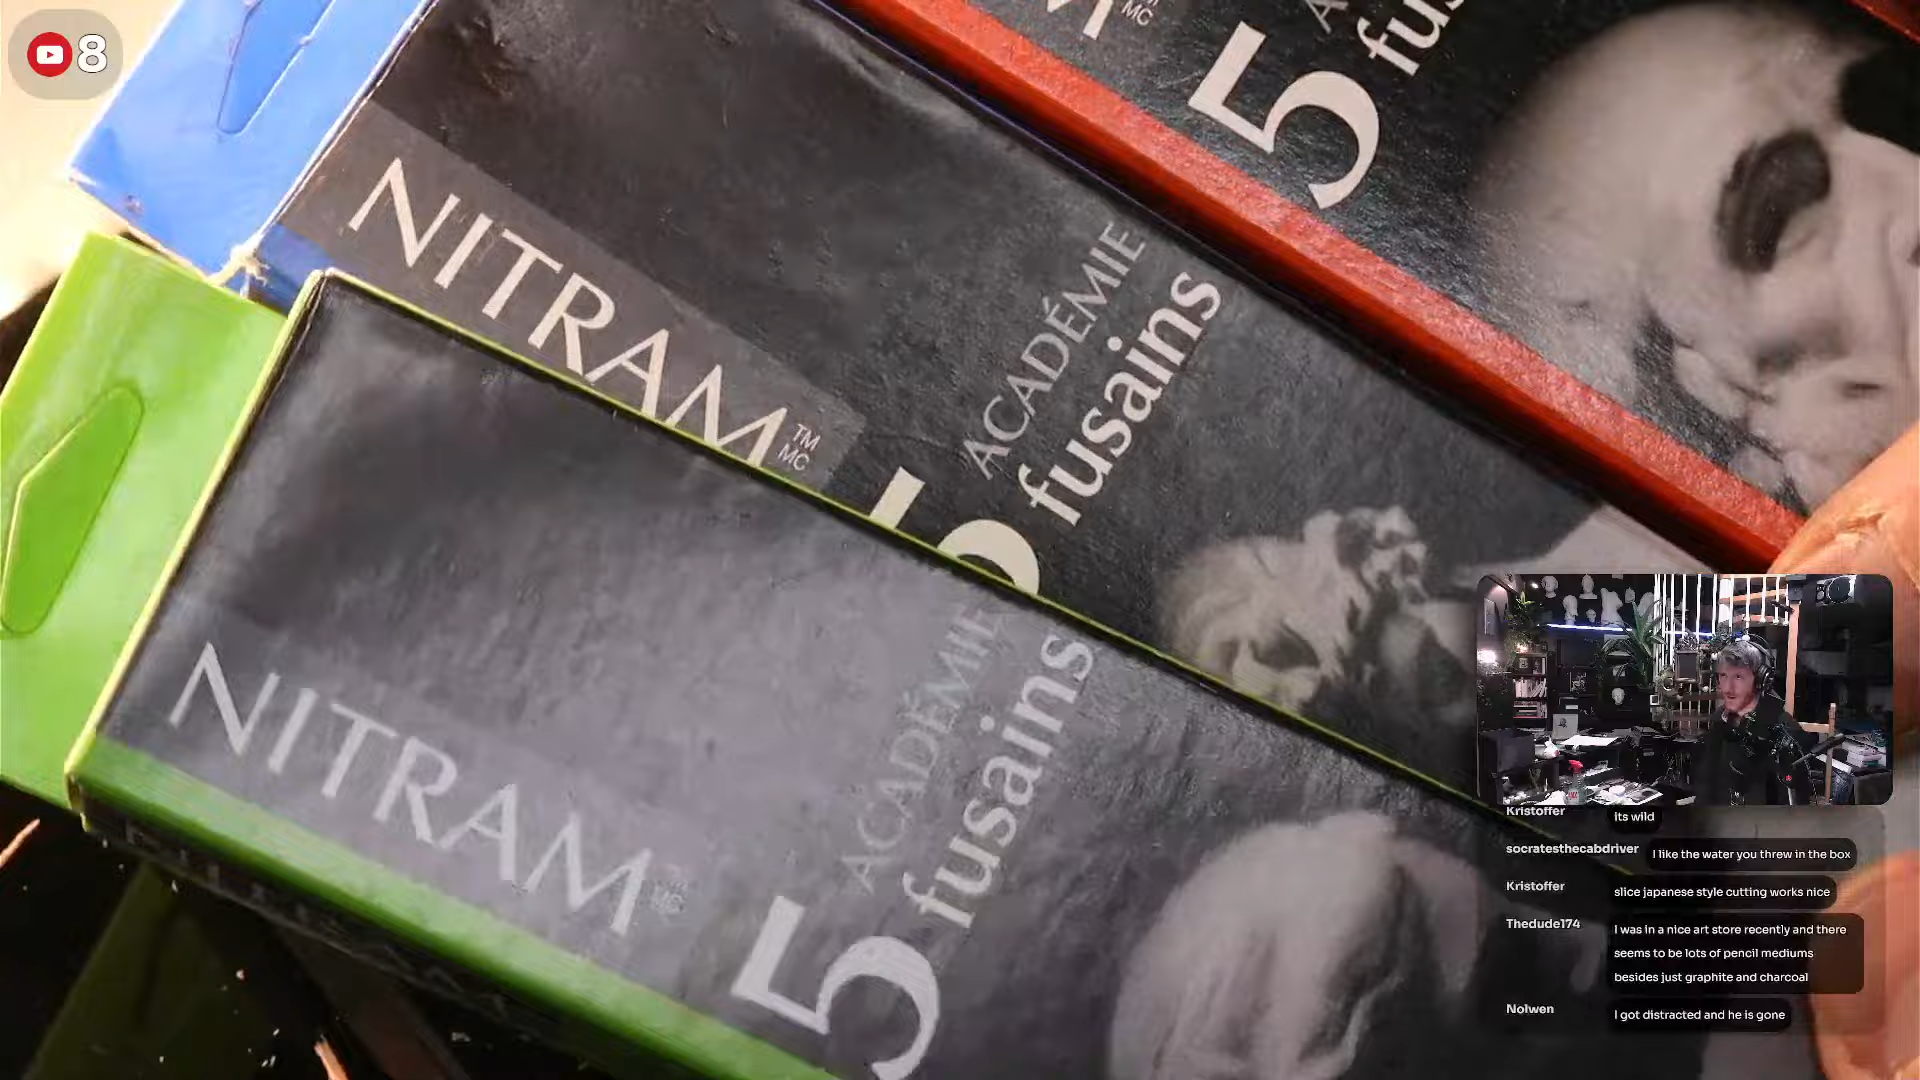 8
MC
5
fus
NITRAM
TM
MC
5
ACADÉMIE
fusains
NITRAM
MC
5
ACADÉMIE
fusains
Kristoffer its wild
socratesthecabdriver I like the water you threw in the box
Kristoffer slice japanese style cutting works nice
Thedude174 I was in a nice art store recently and there
seems to be lots of pencil mediums
besides just graphite and charcoal
Nolwen I got distracted and he is gone